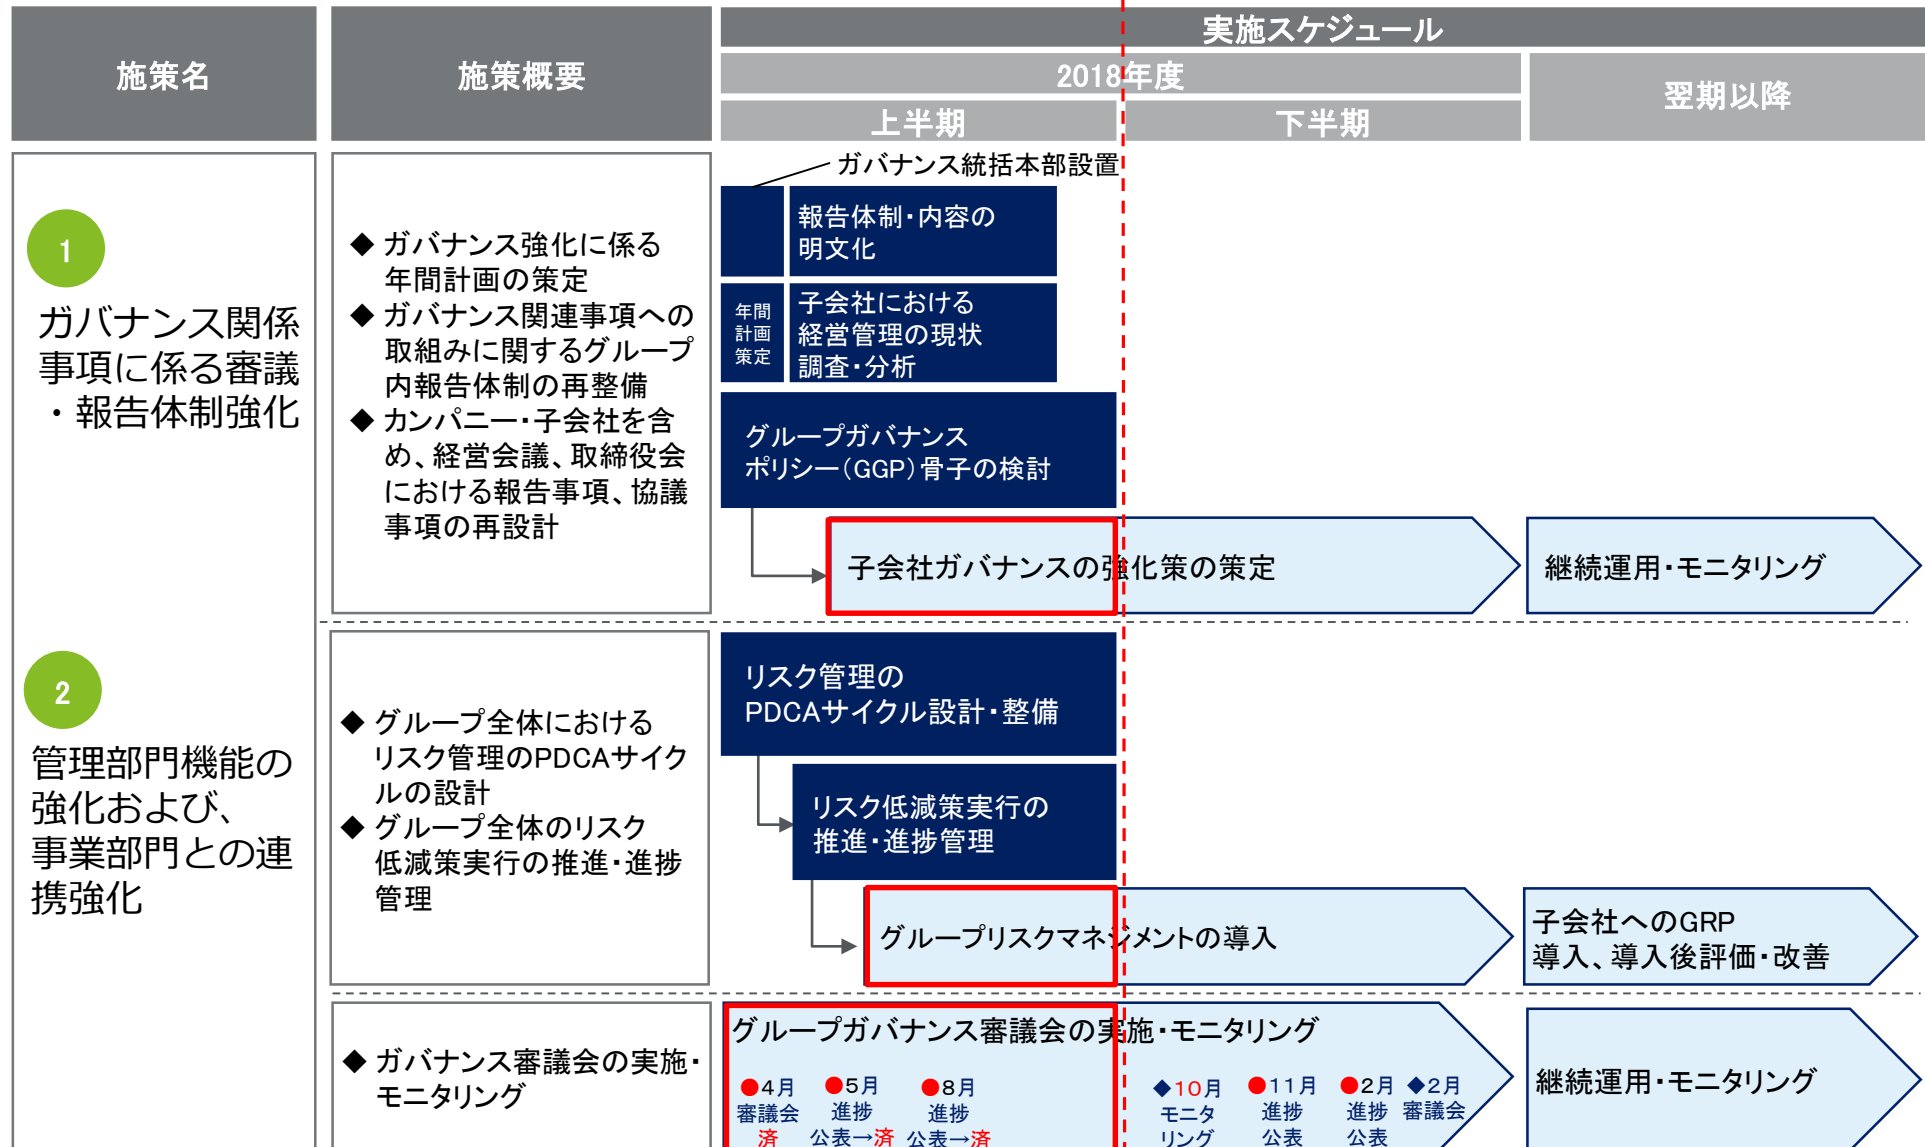 施策名
施策概要
実施スケジュール
2018年度
翌期以降
上半期
下半期
1
ガバナンス関係
事項に係る審議
・報告体制強化
◆ ガバナンス強化に係る
年間計画の策定
◆ ガバナンス関連事項への
取組みに関するグループ
内報告体制の再整備
◆ カンパニー・子会社を含
め、経営会議、取締役会
における報告事項、協議
事項の再設計
ガバナンス統括本部設置
報告体制・内容の
明文化
年間
計画
策定
子会社における
経営管理の現状
調査・分析
グループガバナンス
ポリシー（GGP）骨子の検討
子会社ガバナンスの強化策の策定
継続運用・モニタリング
2
管理部門機能の
強化および、
事業部門との連
携強化
◆ グループ全体における
リスク管理のPDCAサイク
ルの設計
◆ グループ全体のリスク
低減策実行の推進・進捗
管理
リスク管理の
PDCAサイクル設計・整備
リスク低減策実行の
推進・進捗管理
グループリスクマネジメントの導入
子会社へのGRP
導入、導入後評価・改善
◆ ガバナンス審議会の実施・
モニタリング
グループガバナンス審議会の実施・モニタリング
●4月
審議会
済
●5月
進捗
公表→済
●8月
進捗
公表→済
◆10月
モニタ
リング
●11月
進捗
公表
●2月
進捗
公表
◆2月
審議会
継続運用・モニタリング